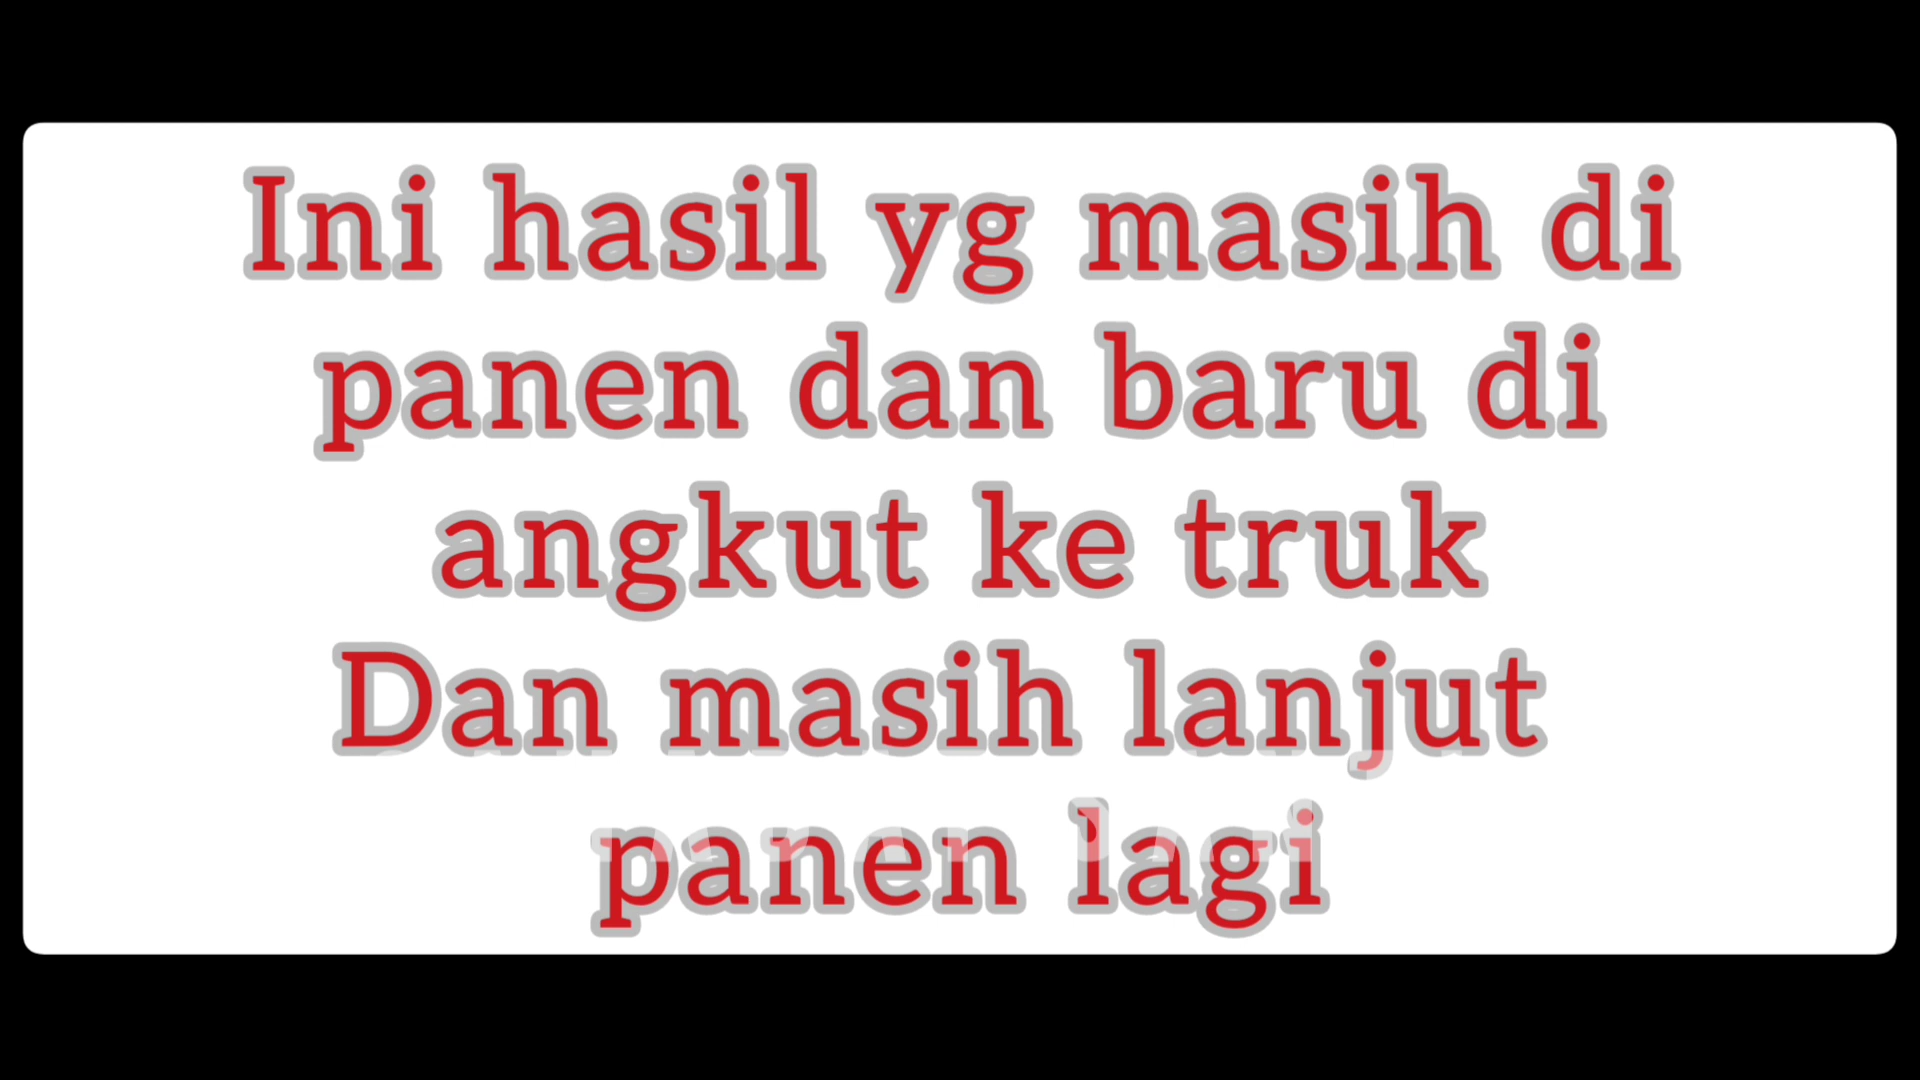 Ini hasil yg masih di
panen dan baru di
angkut ke truk
Dan masih lanjut
panen lagi